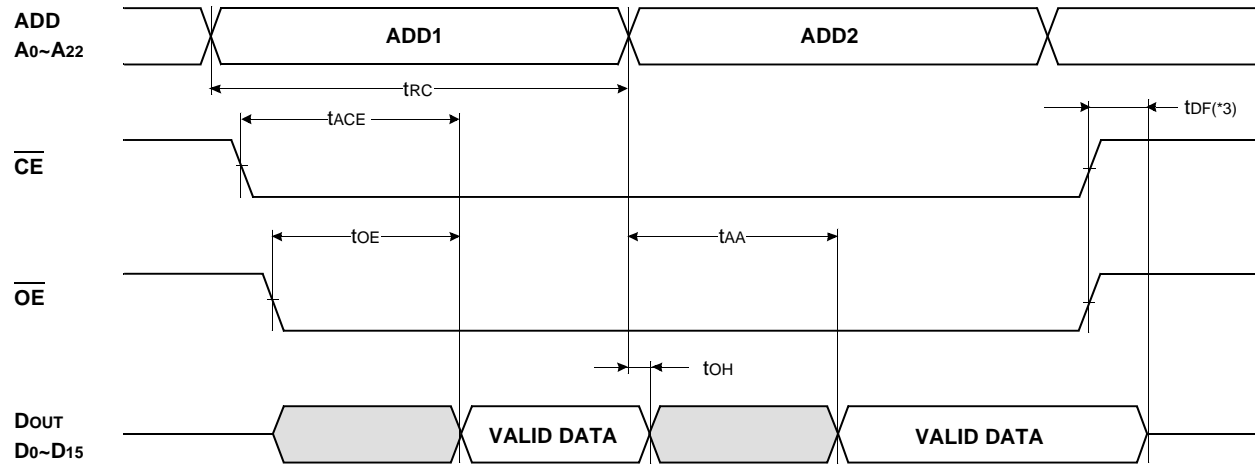 ADD
A0~A22
ADD1
ADD2
tRC
tACE
tDF(*3)
CE
tOE
tAA
OE
tOH
DOUT
D0~D15
VALID DATA
VALID DATA